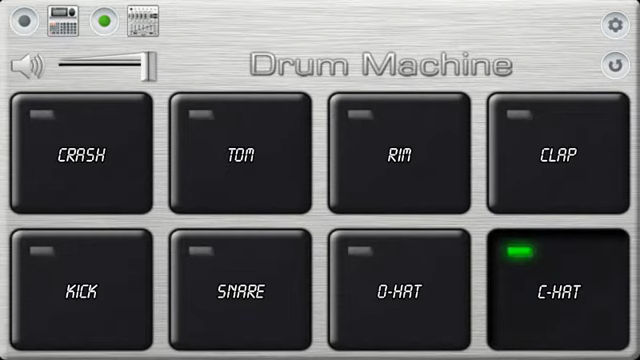 Drum Machine
CRASH
TOM
RIM
CLAP
KICK
SNARE
O-HAT
C-HAT